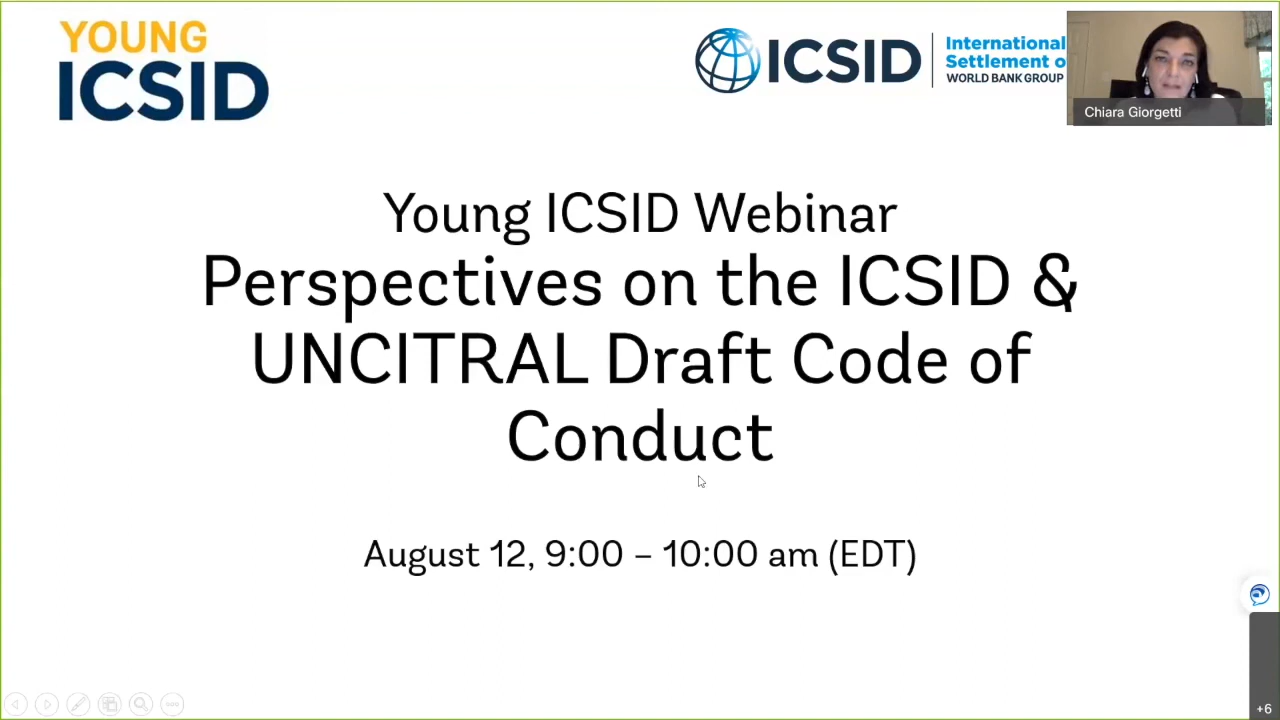 YOUNG
ICSID
ICSID
International
Settlement o
WORLD BANK GROUP
Chiara Giorgetti
Young ICSID Webinar
Perspectives on the ICSID &
UNCITRAL Draft Code of
Conduct
August 12, 9:00 – 10:00 am (EDT)
+6